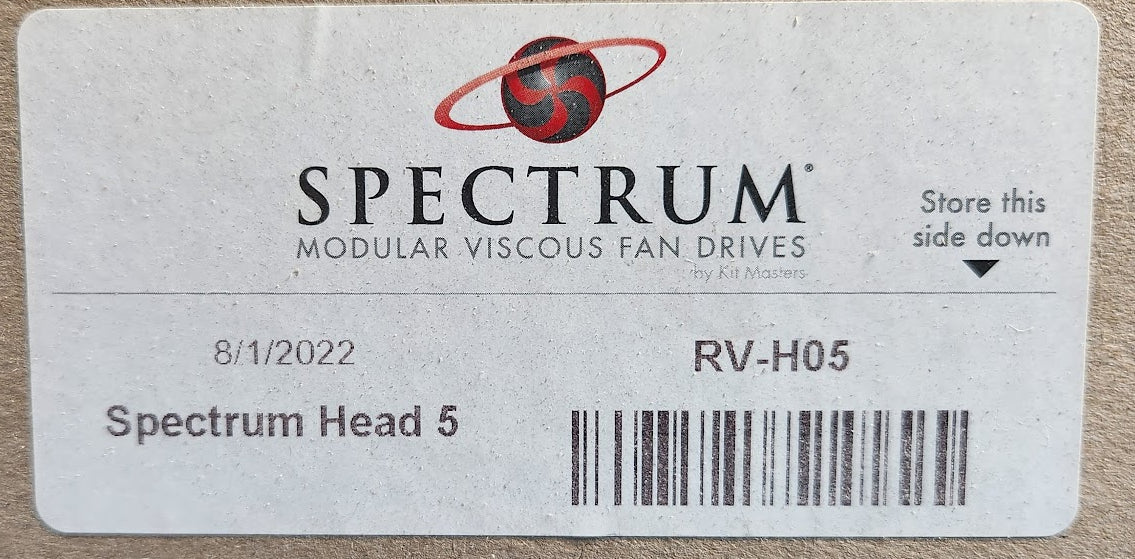 SPECTRUM®
MODULAR VISCOUS FAN DRIVES
by Kit Masters
Store this
side down
8/1/2022
RV-H05
Spectrum Head 5